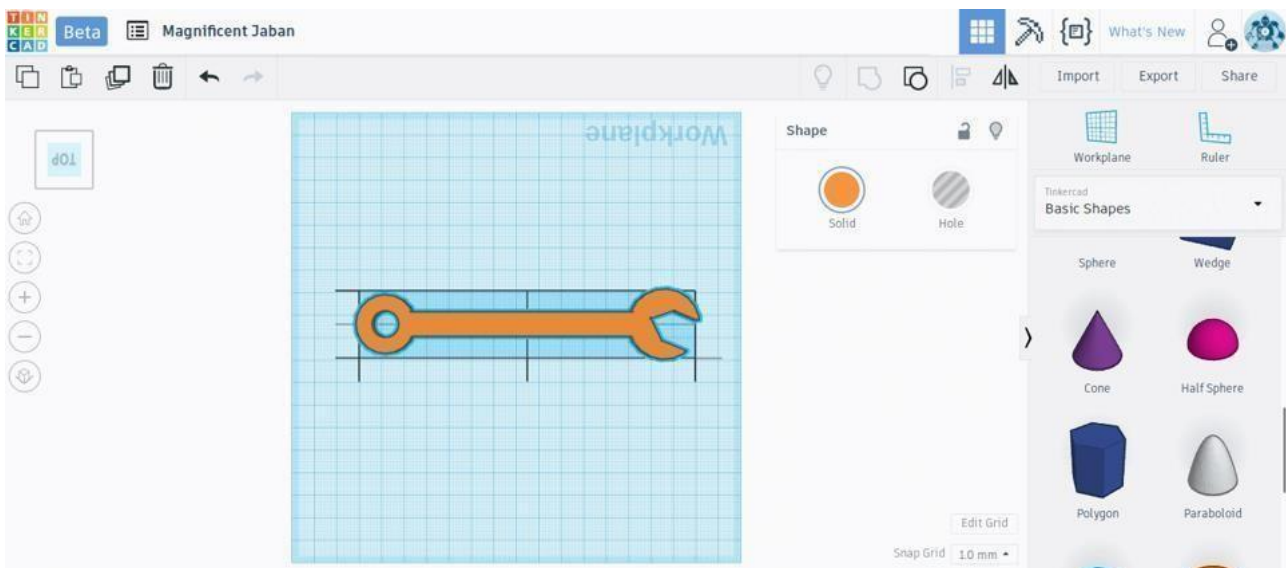 TIN
KER
CAD
Beta
Magnificent Jaban
What's New
Import Export Share
TOP
Workplane
Shape
Solid Hole
Workplane Ruler
Tinkercad
Basic Shapes
Sphere Wedge
Cone Half Sphere
Polygon Paraboloid
Edit Grid
Snap Grid 1.0 mm